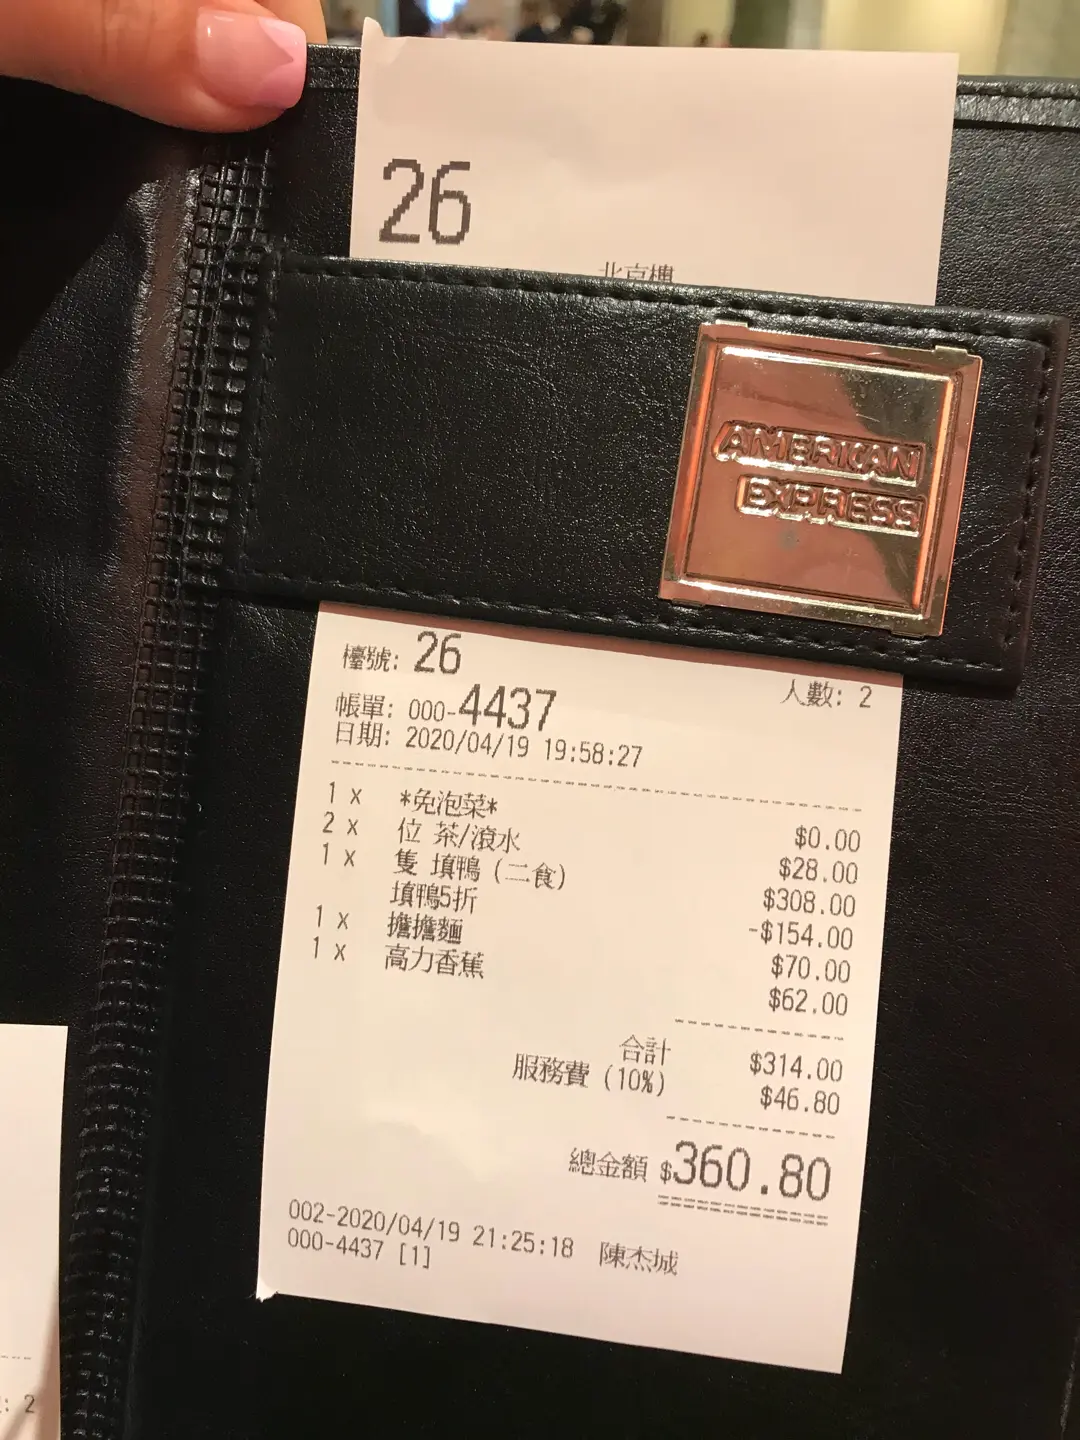 26
北京樓
AMERICAN
EXPRESS
檯號: 26 人數: 2
帳單: 000-4437
日期: 2020/04/19 19:58:27
1 x *免泡菜* $0.00
2 x 位 茶/滾水 $28.00
1 x 隻 填鴨 (二食) $308.00
填鴨5折 -$154.00
1 x 擔擔麵 $70.00
1 x 高力香蕉 $62.00
合計 $314.00
服務費 (10%) $46.80
總金額 $360.80
002-2020/04/19 21:25:18 陳杰城
000-4437 [1]
: 2